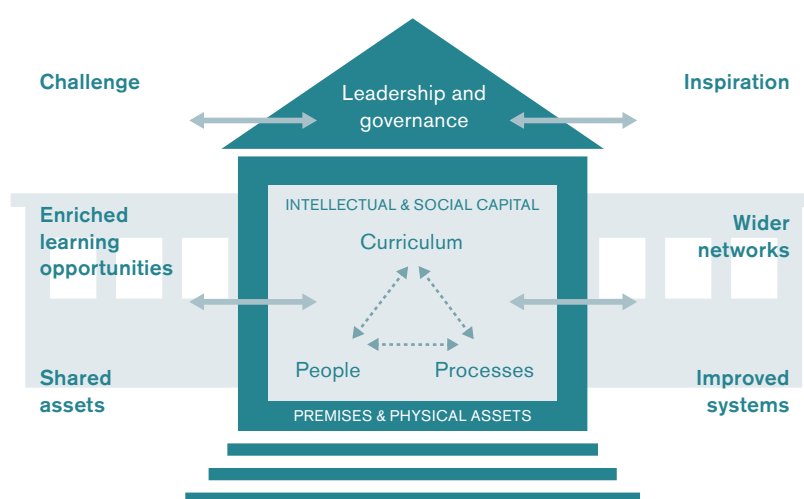 Challenge
Leadership and
governance
Inspiration
Enriched
learning
opportunities
INTELLECTUAL & SOCIAL CAPITAL
Curriculum
Wider
networks
People
Processes
Shared
assets
PREMISES & PHYSICAL ASSETS
Improved
systems